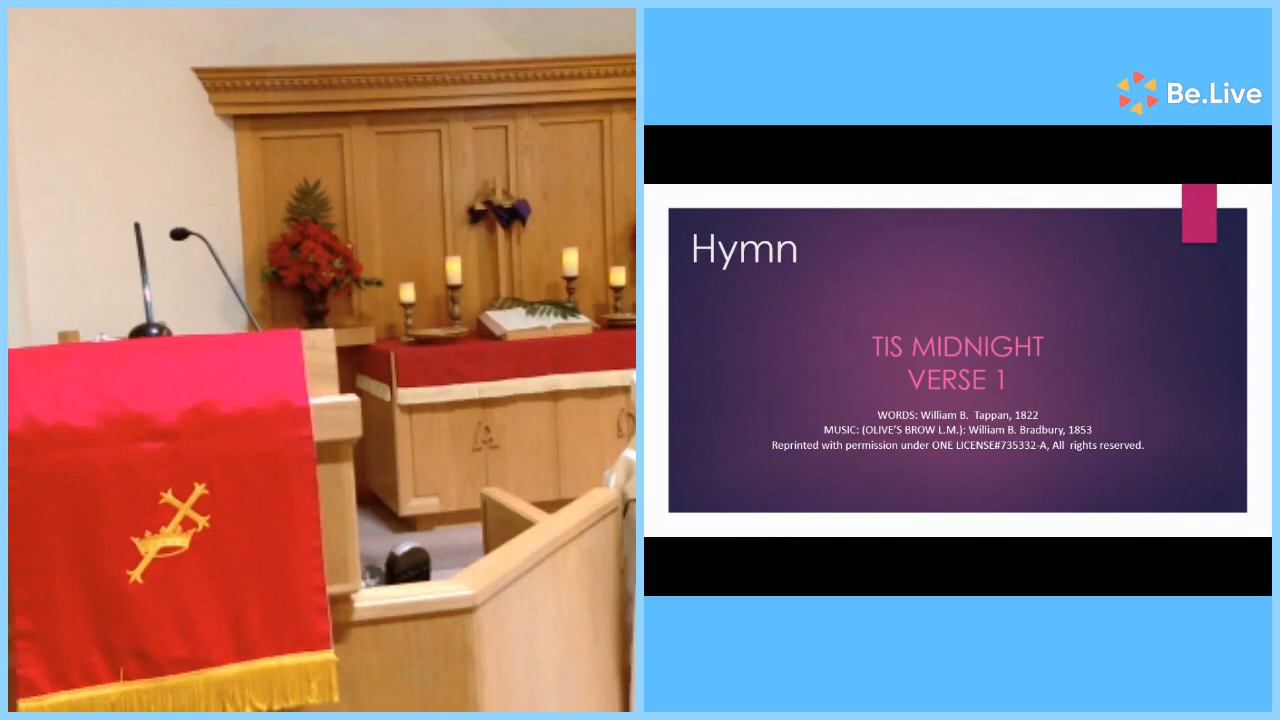 Be.Live
Hymn
TIS MIDNIGHT
VERSE 1
WORDS: William B.  Tappan, 1822
MUSIC: (OLIVE'S BROW L.M.): William B. Bradbury, 1853
Reprinted with permission under ONE LICENSE#735332-A, All  rights reserved.